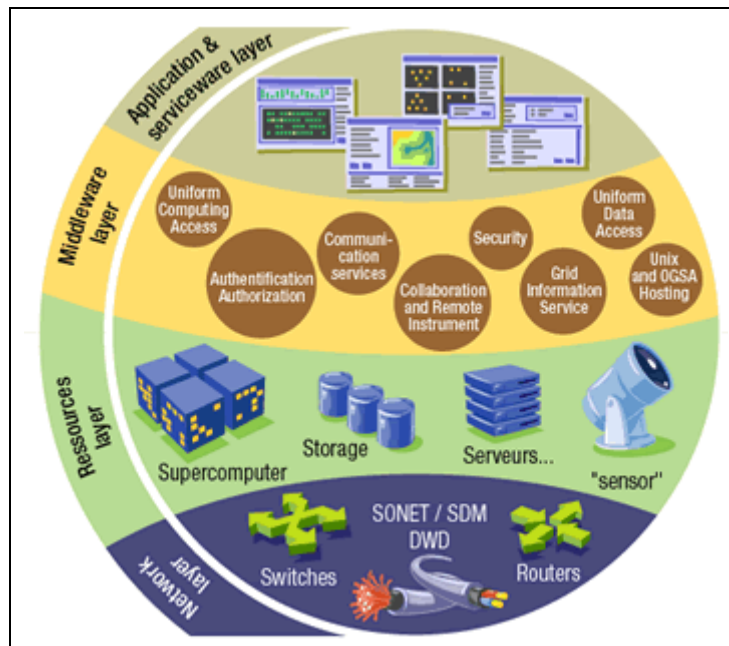 Application &
serviceware layer
Middleware
layer
Uniform
Computing
Access
Authentification
Authorization
Communi-
cation
services
Collaboration
and Remote
Instrument
Security
Grid
Information
Service
Uniform
Data
Access
Unix
and OGSA
Hosting
Ressources
layer
Supercomputer
Storage
Serveurs...
"sensor"
Network
layer
Switches
SONET / SDM
DWD
Routers